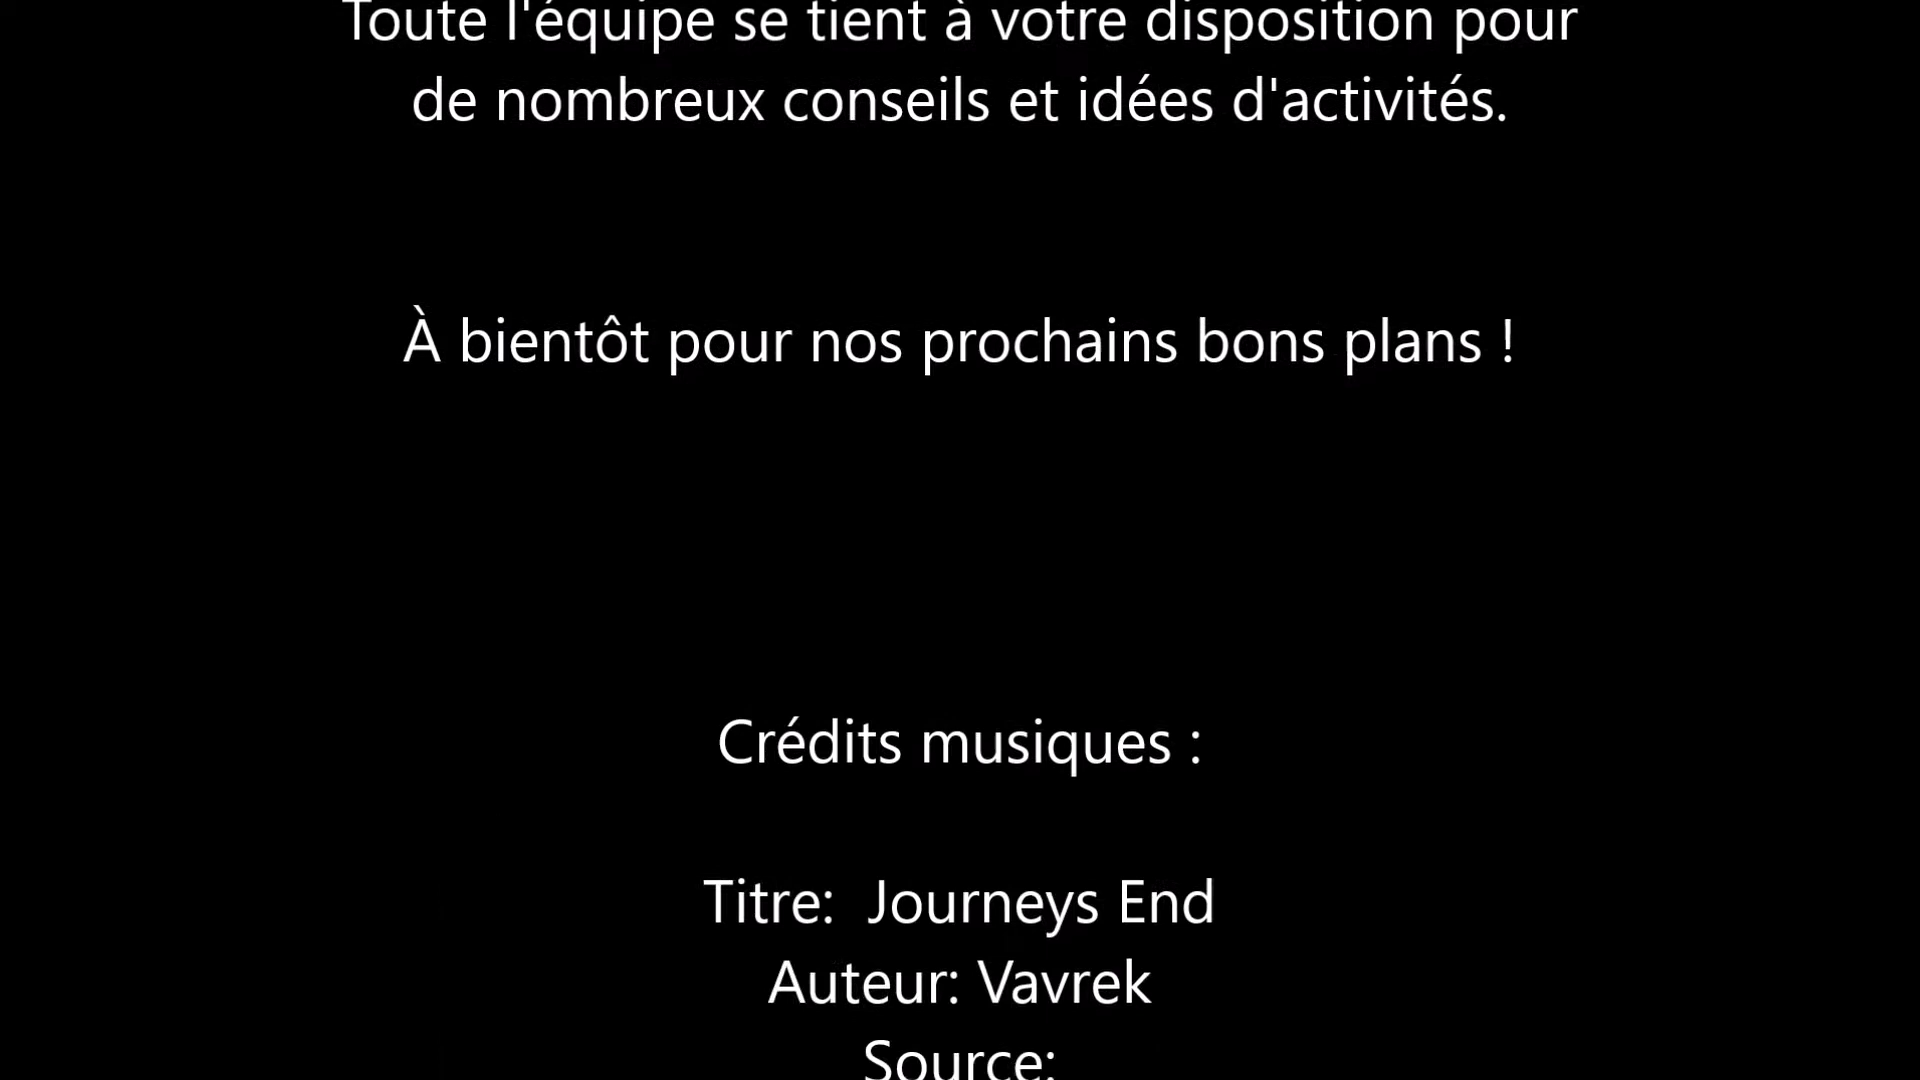 Toute l'équipe se tient à votre disposition pour
de nombreux conseils et idées d'activités.
À bientôt pour nos prochains bons plans !
Crédits musiques :
Titre:  Journeys End
Auteur: Vavrek
Source: